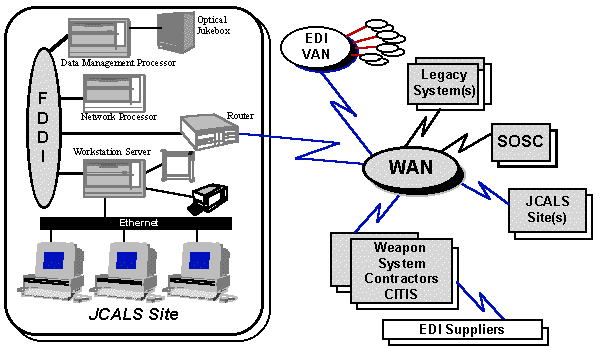 Optical
Jukebox
Data Management Processor
FDDI
Network Processor
Router
Workstation Server
Ethernet
JCALS Site
EDI
VAN
Legacy
System(s)
SOSC
WAN
JCALS
Site(s)
Weapon
System
Contractors
CITIS
EDI Suppliers